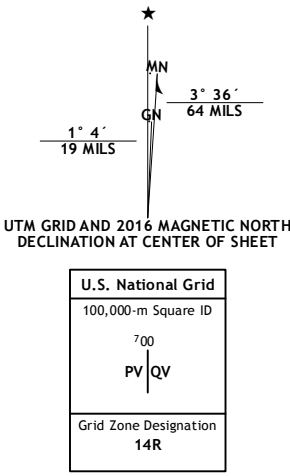 ★
MN
3° 36´
64 MILS
GN
1° 4´
19 MILS
UTM GRID AND 2016 MAGNETIC NORTH
DECLINATION AT CENTER OF SHEET
U.S. National Grid
100,000-m Square ID
⁷00
PV QV
Grid Zone Designation
14R